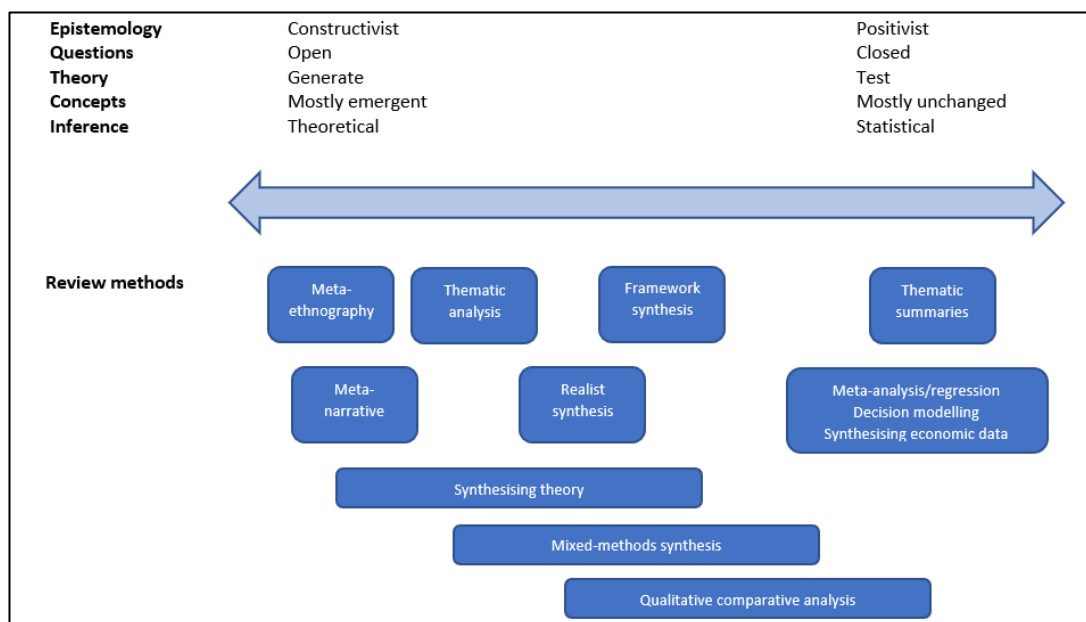 Epistemology Constructivist Positivist
Questions Open Closed
Theory Generate Test
Concepts Mostly emergent Mostly unchanged
Inference Theoretical Statistical
Review methods
Meta-
ethnography
Thematic
analysis
Framework
synthesis
Thematic
summaries
Meta-
narrative
Realist
synthesis
Meta-analysis/regression
Decision modelling
Synthesising economic data
Synthesising theory
Mixed-methods synthesis
Qualitative comparative analysis